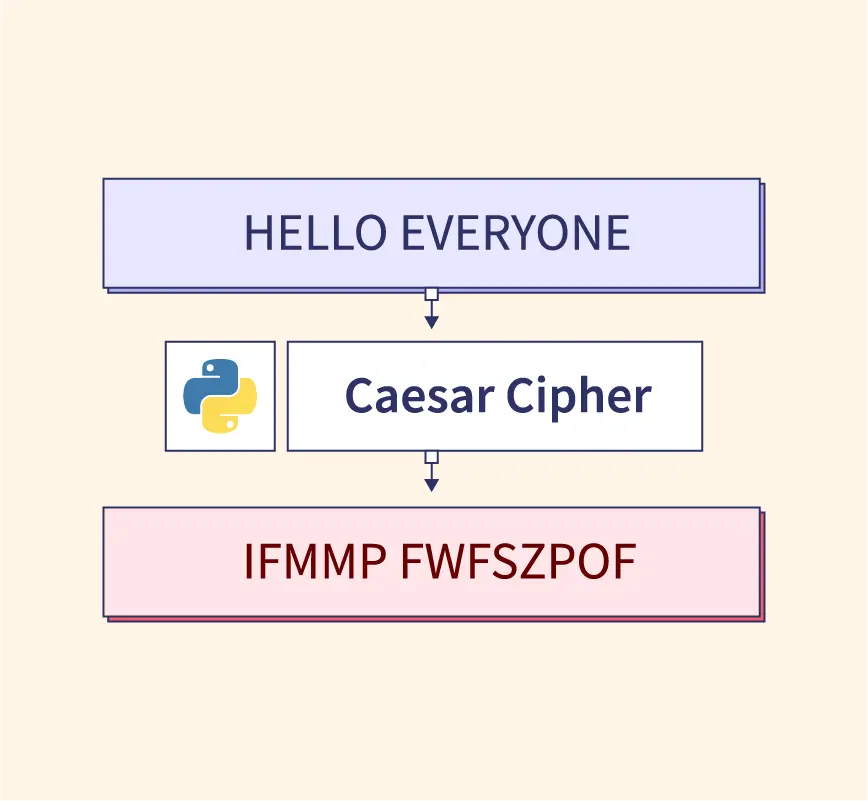 HELLO EVERYONE
Caesar Cipher
IFMMP FWFSZPOF